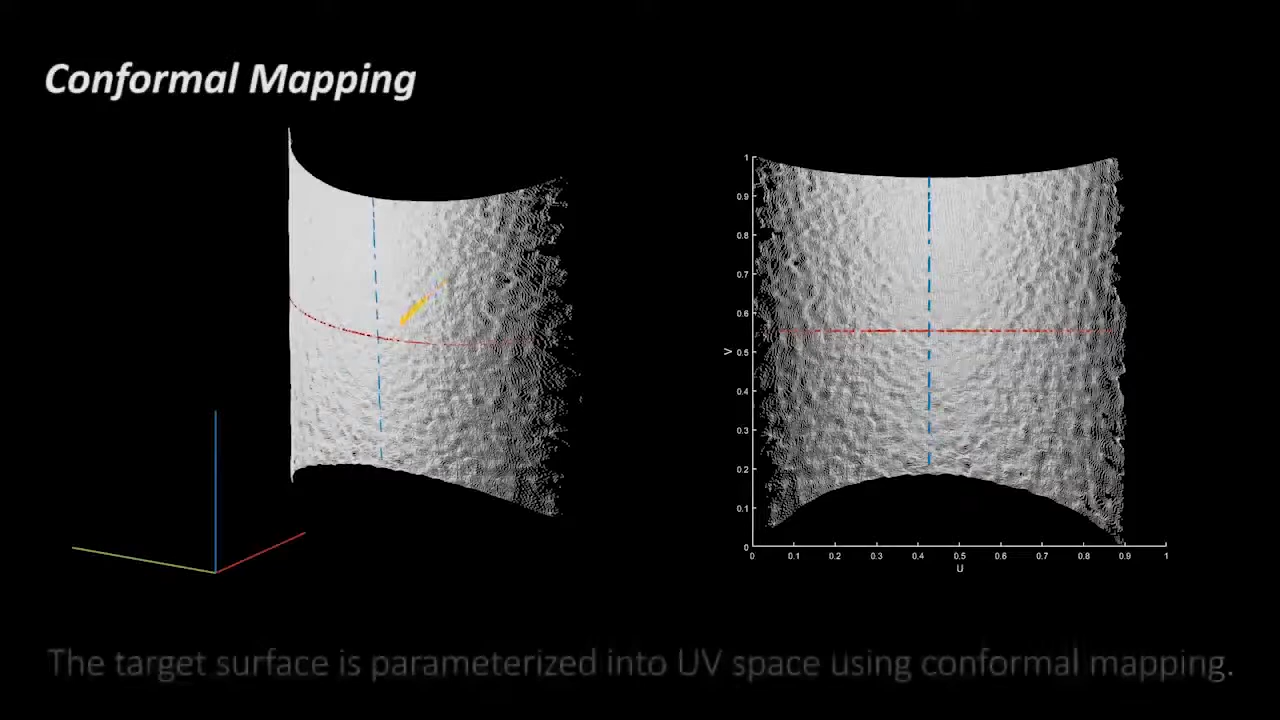 Conformal Mapping
1
0.9
0.8
0.7
0.6
0.5
0.4
0.3
0.2
0.1
0
V
0 0.1 0.2 0.3 0.4 0.5 0.6 0.7 0.8 0.9 1
U
The target surface is parameterized into UV space using conformal mapping.